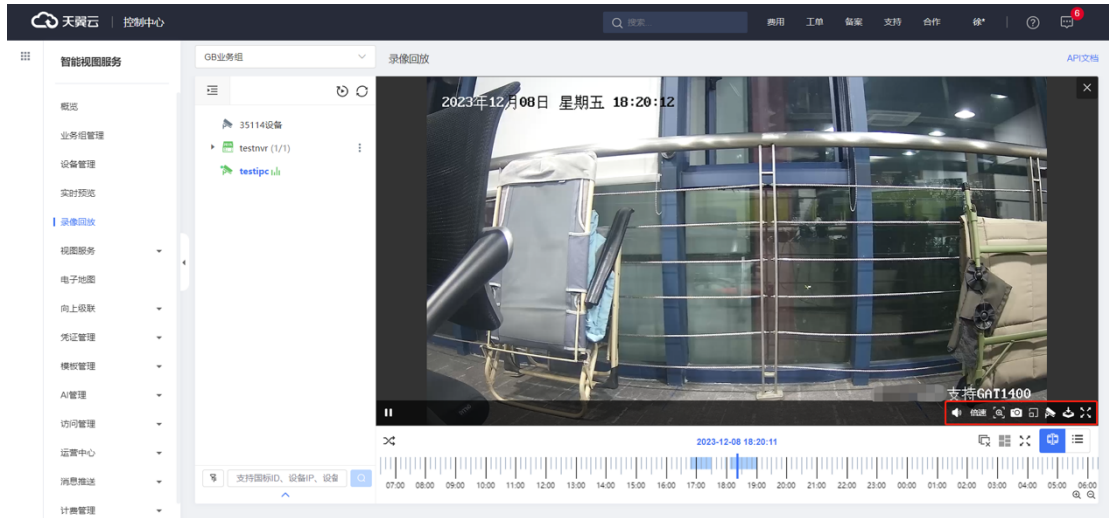 天翼云 | 控制中心
搜索...
费用 工单 备案 支持 合作 徐* 6
智能视图服务
概览
业务组管理
设备管理
实时预览
录像回放
视图服务
电子地图
向上级联
凭证管理
模板管理
AI管理
访问管理
运营中心
消息推送
计费管理
GB业务组
35114设备
testnvr (1/1)
testipc
支持国标ID、设备IP、设备
录像回放
API文档
2023年12月08日 星期五 18:20:12
支持GAT1400
倍速
2023-12-08 18:20:11
07:00 08:00 09:00 10:00 11:00 12:00 13:00 14:00 15:00 16:00 17:00 18:00 19:00 20:00 21:00 22:00 23:00 00:00 01:00 02:00 03:00 04:00 05:00 06:00